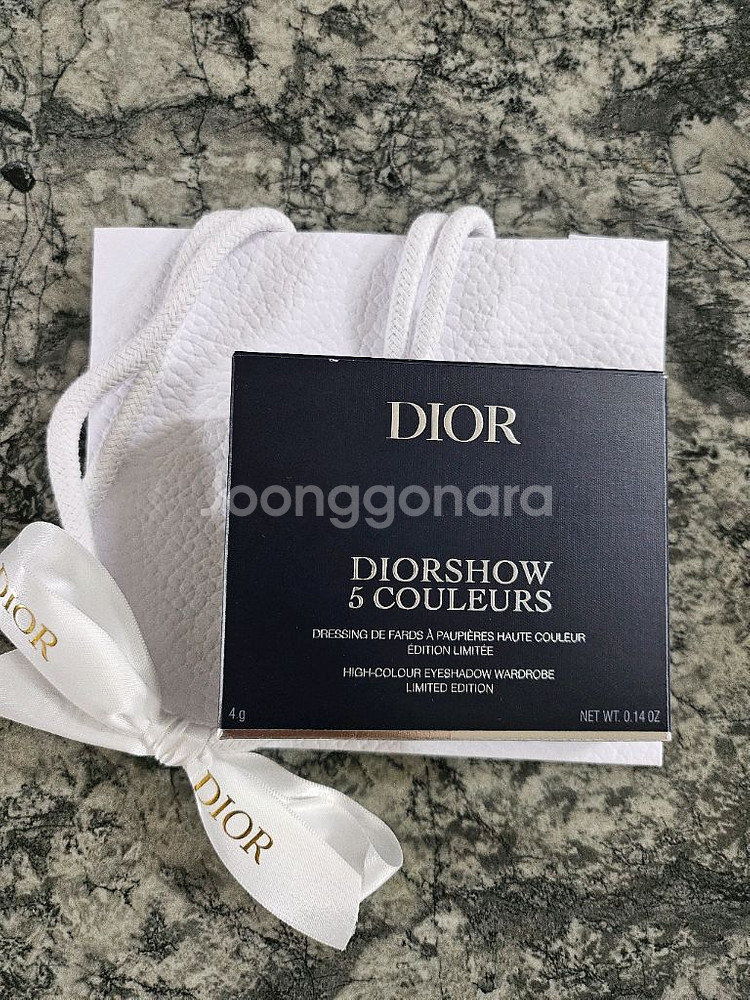 DIOR
Joonggonara
DIORSHOW
5 COULEURS
DRESSING DE FARDS À PAUPIÈRES HAUTE COULEUR
ÉDITION LIMITÉE
HIGH-COLOUR EYESHADOW WARDROBE
LIMITED EDITION
4 g
NET WT. 0.14 OZ
DIOR
DIOR